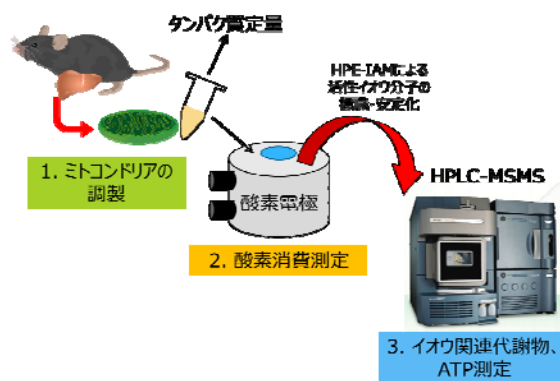 タンパク質定量
HPE-IAMによる
活性イオウ分子の
標識・安定化
HPLC-MSMS
1. ミトコンドリアの
調製
酸素電極
2. 酸素消費測定
3. イオウ関連代謝物、
ATP測定